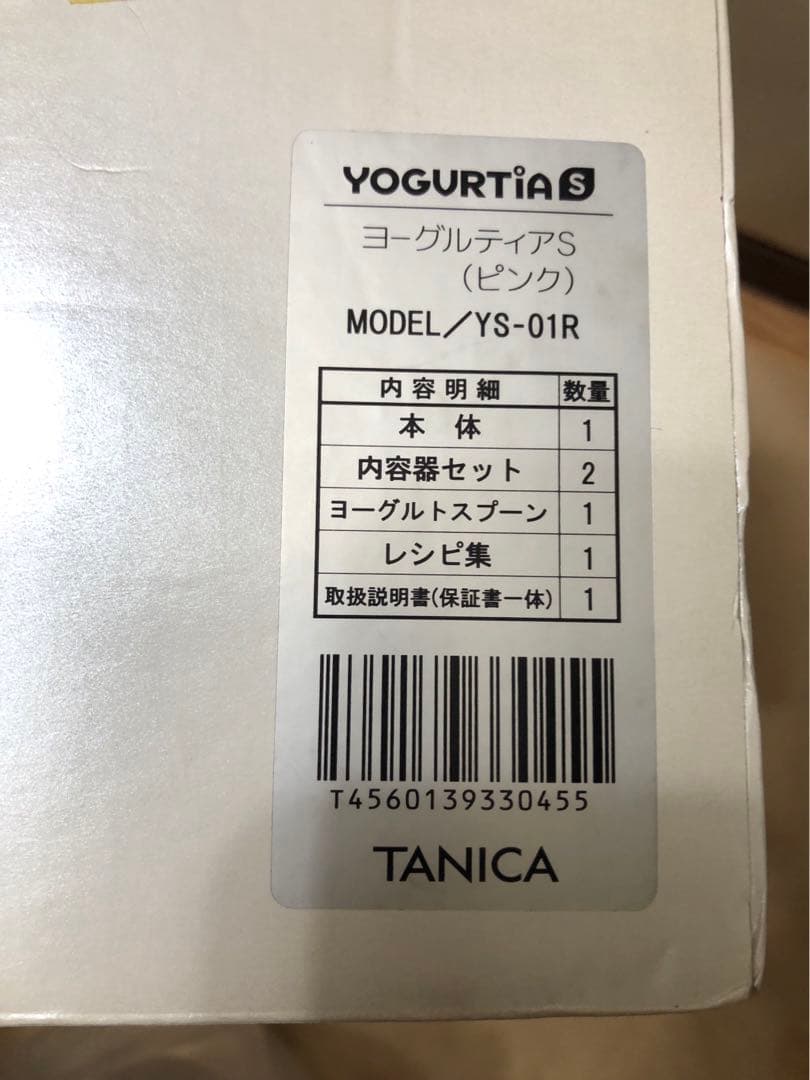 YOGURTiA S
ヨーグルティアS
(ピンク)
MODEL/YS-01R
内容明細 数量
本体 1
内容器セット 2
ヨーグルトスプーン 1
レシピ集 1
取扱説明書(保証書一体) 1
T4560139330455
TANICA